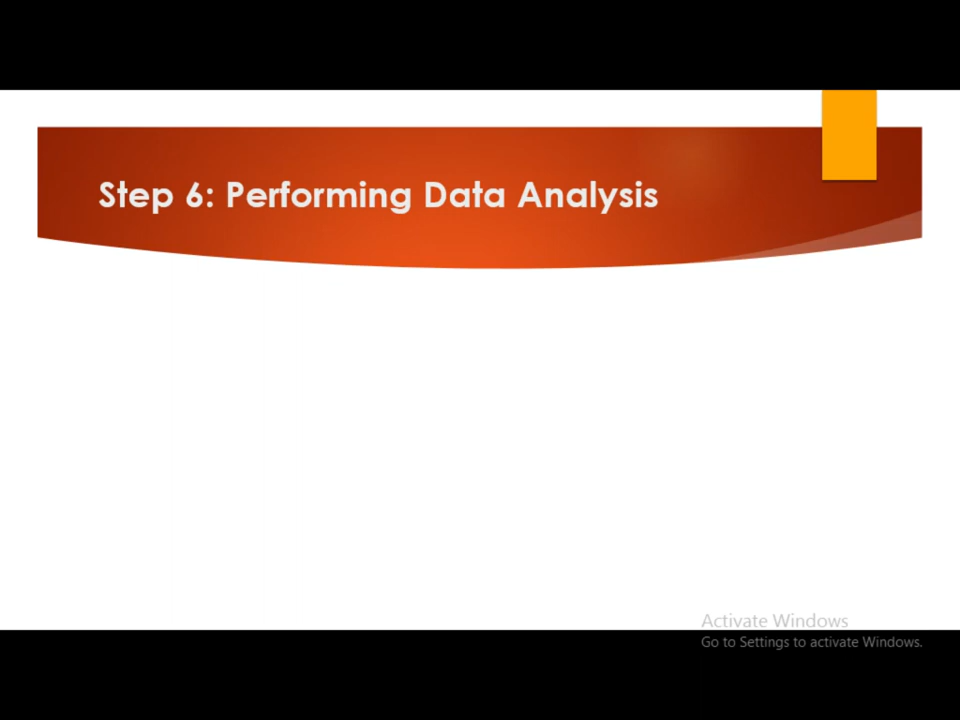 Step 6: Performing Data Analysis
Activate Windows
Go to Settings to activate Windows.